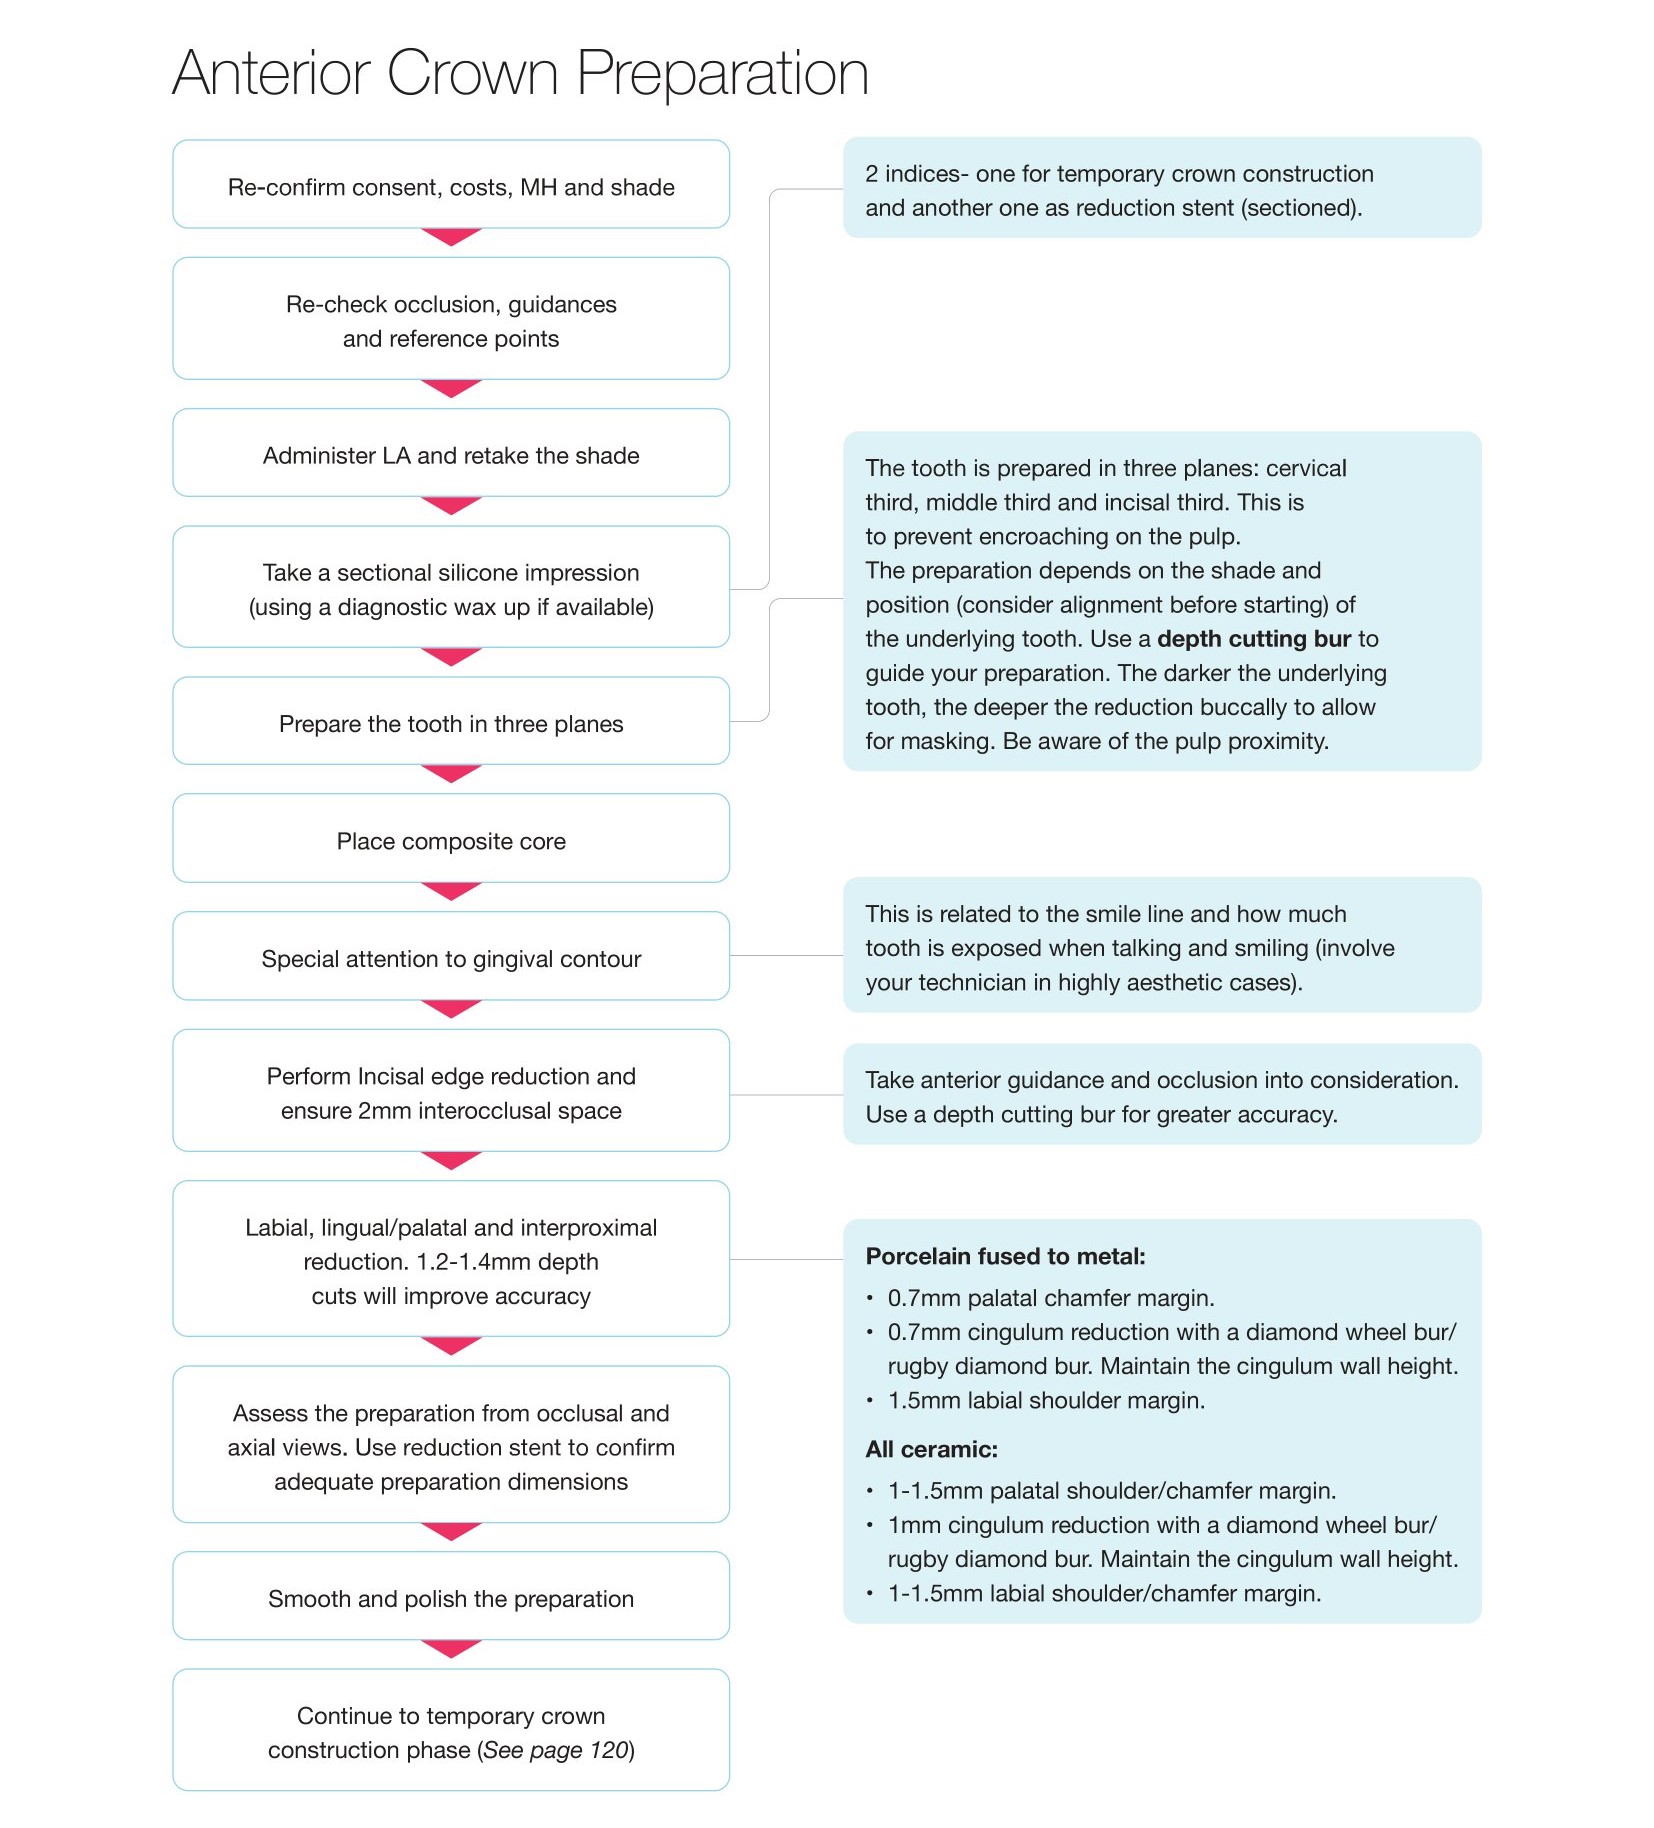 Anterior Crown Preparation
Re-confirm consent, costs, MH and shade
2 indices- one for temporary crown construction
and another one as reduction stent (sectioned).
Re-check occlusion, guidances
and reference points
Administer LA and retake the shade
Take a sectional silicone impression
(using a diagnostic wax up if available)
Prepare the tooth in three planes
The tooth is prepared in three planes: cervical
third, middle third and incisal third. This is
to prevent encroaching on the pulp.
The preparation depends on the shade and
position (consider alignment before starting) of
the underlying tooth. Use a depth cutting bur to
guide your preparation. The darker the underlying
tooth, the deeper the reduction buccally to allow
for masking. Be aware of the pulp proximity.
Place composite core
Special attention to gingival contour
This is related to the smile line and how much
tooth is exposed when talking and smiling (involve
your technician in highly aesthetic cases).
Perform Incisal edge reduction and
ensure 2mm interocclusal space
Take anterior guidance and occlusion into consideration.
Use a depth cutting bur for greater accuracy.
Labial, lingual/palatal and interproximal
reduction. 1.2-1.4mm depth
cuts will improve accuracy
Porcelain fused to metal:
• 0.7mm palatal chamfer margin.
• 0.7mm cingulum reduction with a diamond wheel bur/
rugby diamond bur. Maintain the cingulum wall height.
• 1.5mm labial shoulder margin.
All ceramic:
• 1-1.5mm palatal shoulder/chamfer margin.
• 1mm cingulum reduction with a diamond wheel bur/
rugby diamond bur. Maintain the cingulum wall height.
• 1-1.5mm labial shoulder/chamfer margin.
Assess the preparation from occlusal and
axial views. Use reduction stent to confirm
adequate preparation dimensions
Smooth and polish the preparation
Continue to temporary crown
construction phase (See page 120)